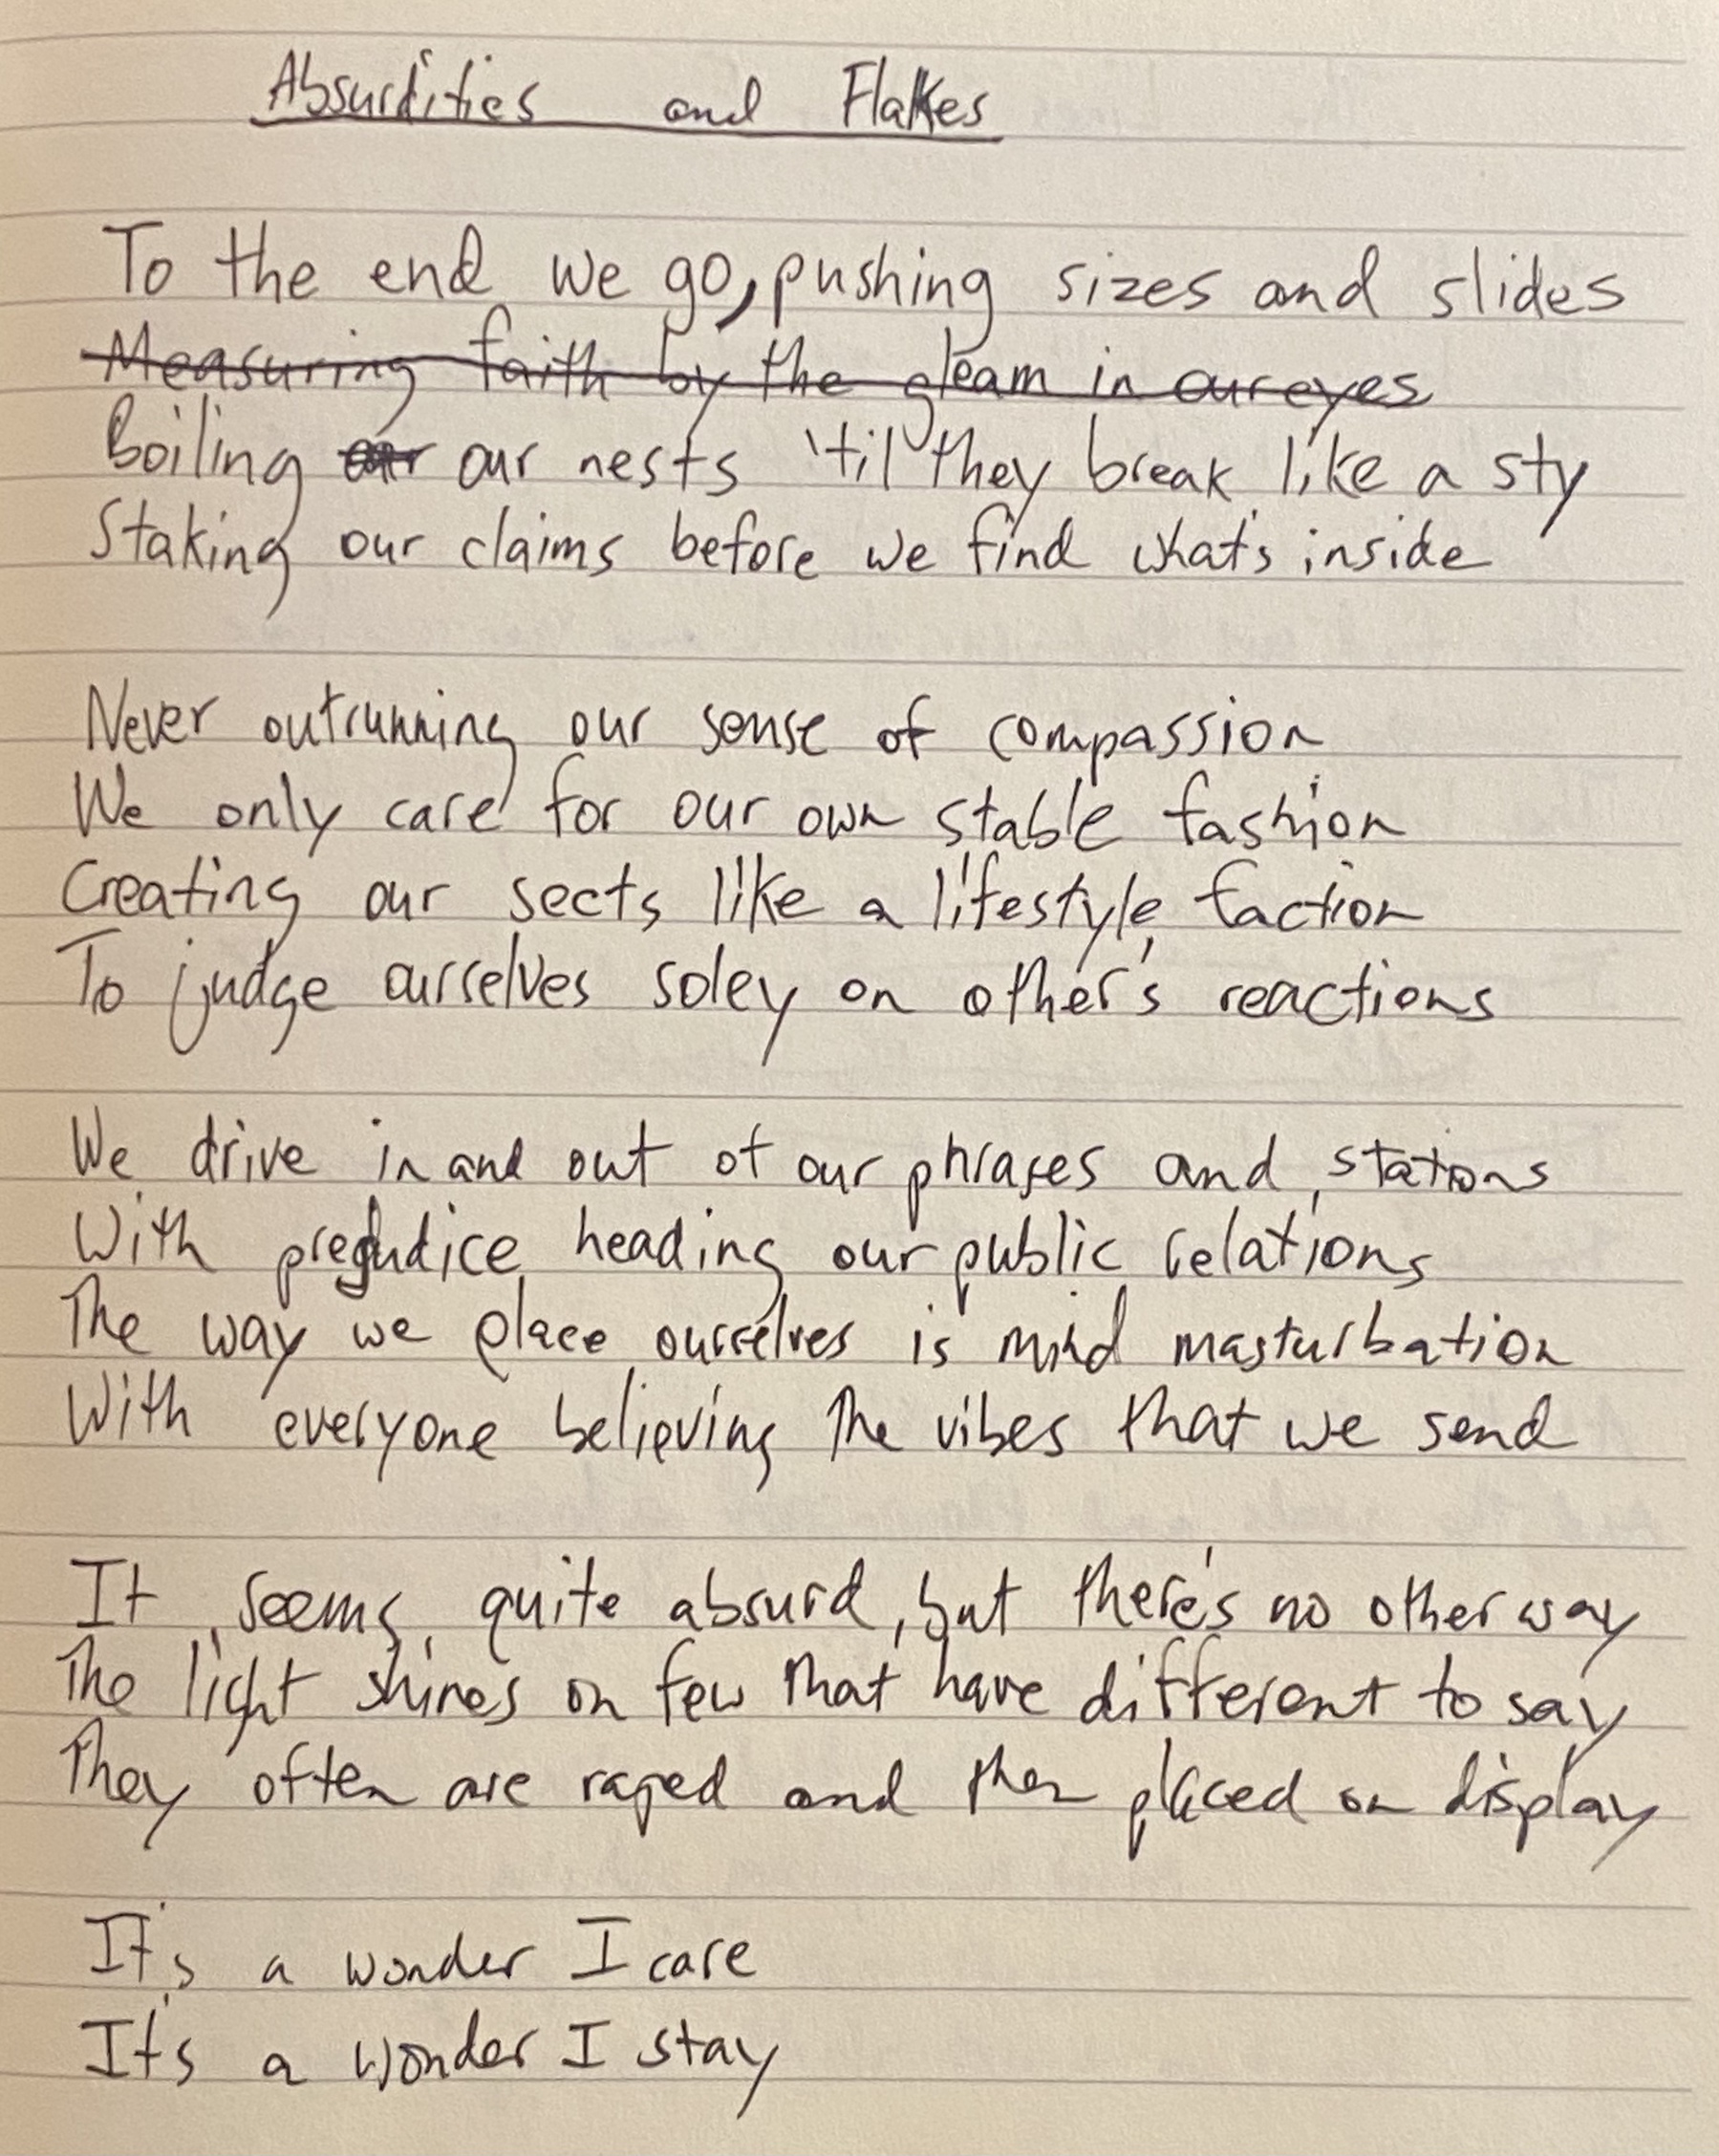 Absurdities and Flakes
To the end we go, pushing sizes and slides
Measuring faith by the gleam in our eyes
Boiling our our nests 'til they break like a sty
Staking our claims before we find what's inside
Never outrunning our sense of compassion
We only care for our own stable fashion
Creating our sects like a lifestyle faction
To judge ourselves soley on other's reactions
We drive in and out of our phrases and stations
With prejudice heading our public relations
The way we place ourselves is mind masturbation
With everyone believing the vibes that we send
It seems quite absurd, but there's no other way
The light shines on few that have different to say
They often are raped and then placed on display
It's a wonder I care
It's a wonder I stay